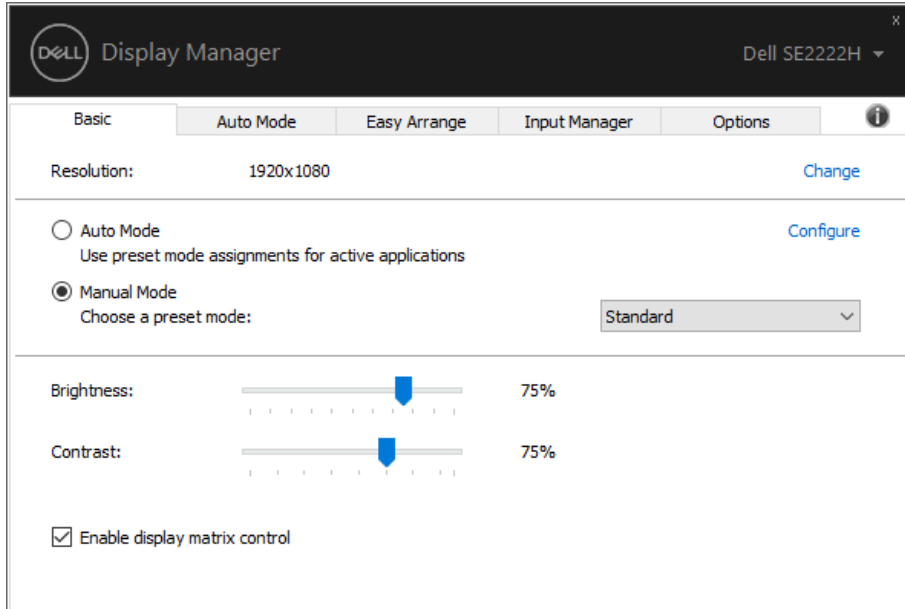 x
DELL Display Manager Dell SE2222H
Basic Auto Mode Easy Arrange Input Manager Options i
Resolution: 1920x1080 Change
Auto Mode Configure
Use preset mode assignments for active applications
Manual Mode
Choose a preset mode: Standard
Brightness: 75%
Contrast: 75%
Enable display matrix control